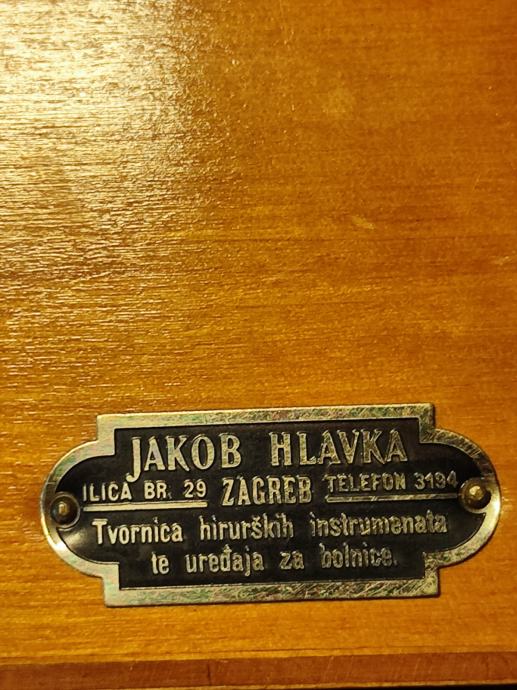 JAKOB HLAVKA
ILICA BR. 29 ZAGREB TELEFON 3194
Tvornica hirurških instrumenata
te uređaja za bolnice.